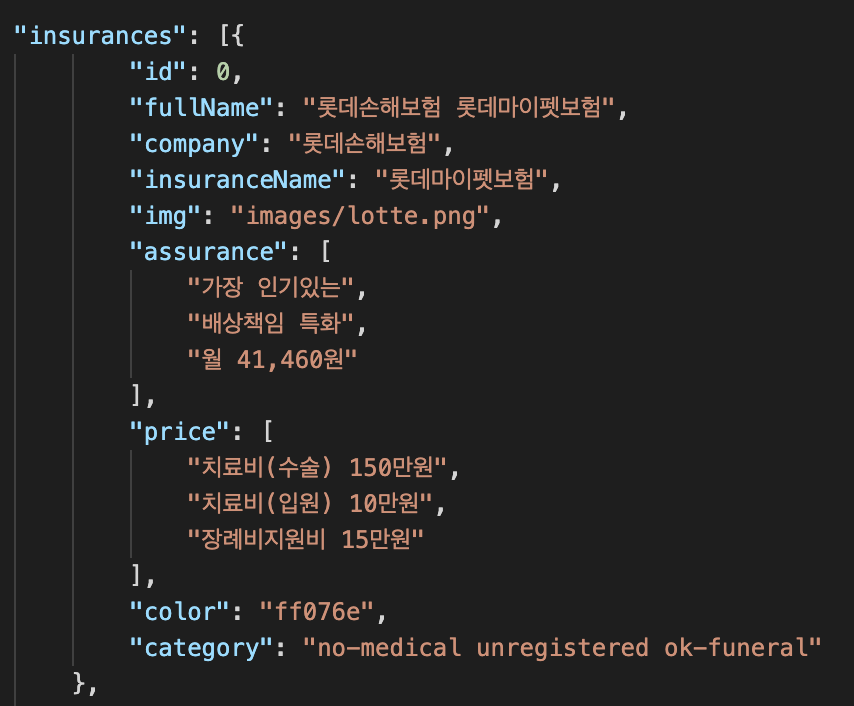 "insurances": [{
"id": 0,
"fullName": "롯데손해보험 롯데마이펫보험",
"company": "롯데손해보험",
"insuranceName": "롯데마이펫보험",
"img": "images/lotte.png",
"assurance": [
"가장 인기있는",
"배상책임 특화",
"월 41,460원"
],
"price": [
"치료비(수술) 150만원",
"치료비(입원) 10만원",
"장례비지원비 15만원"
],
"color": "ff076e",
"category": "no-medical unregistered ok-funeral"
},